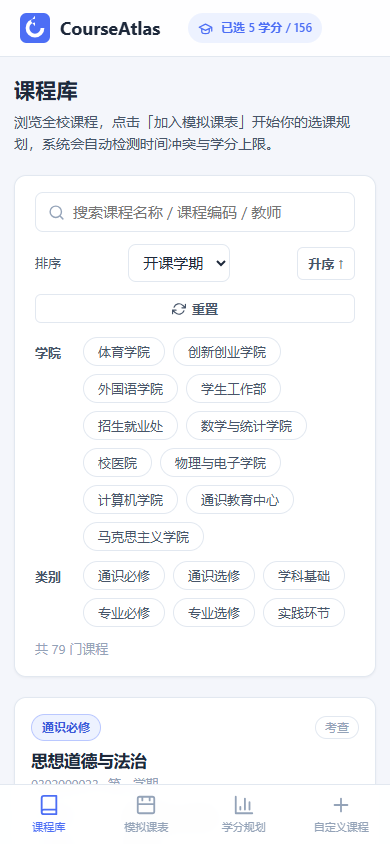 CourseAtlas
已选 5 学分 / 156
课程库
浏览全校课程，点击「加入模拟课表」开始你的选课规
划，系统会自动检测时间冲突与学分上限。
搜索课程名称 / 课程编码 / 教师
排序 开课学期 升序 ↑
重置
学院 体育学院 创新创业学院
外国语学院 学生工作部
招生就业处 数学与统计学院
校医院 物理与电子学院
计算机学院 通识教育中心
马克思主义学院
类别 通识必修 通识选修 学科基础
专业必修 专业选修 实践环节
共 79 门课程
通识必修 考查
思想道德与法治
课程库 模拟课表 学分规划 自定义课程